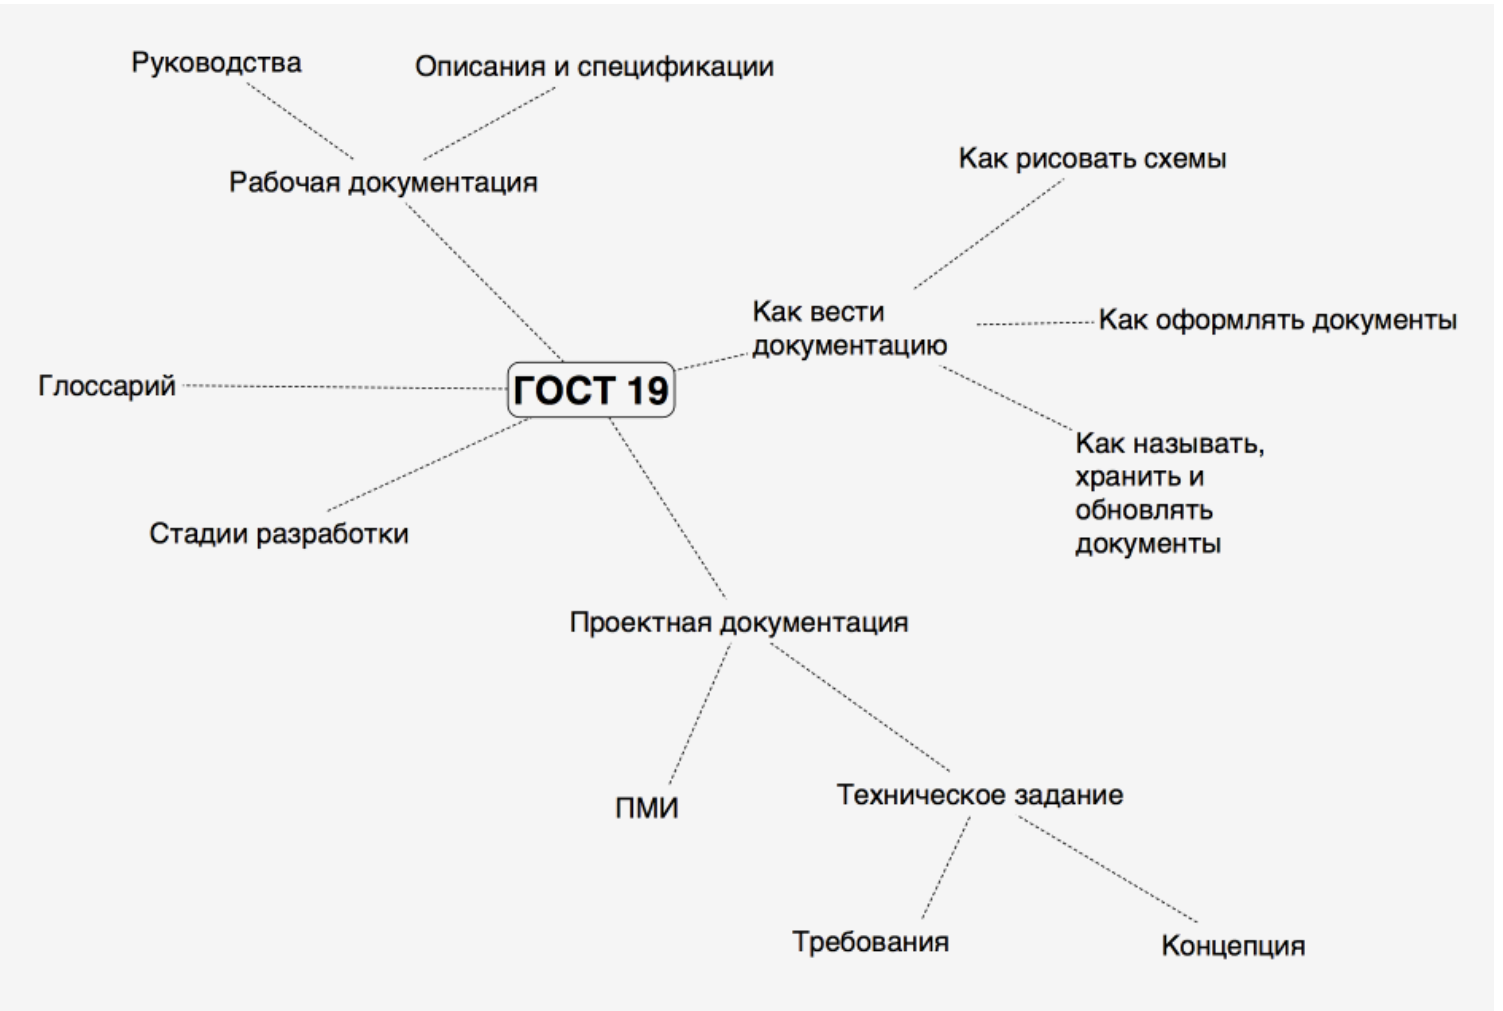 Руководства
Описания и спецификации
Рабочая документация
Как рисовать схемы
Как вести
документацию
Как оформлять документы
Глоссарий
ГОСТ 19
Как называть,
хранить и
обновлять
документы
Стадии разработки
Проектная документация
ПМИ
Техническое задание
Требования
Концепция